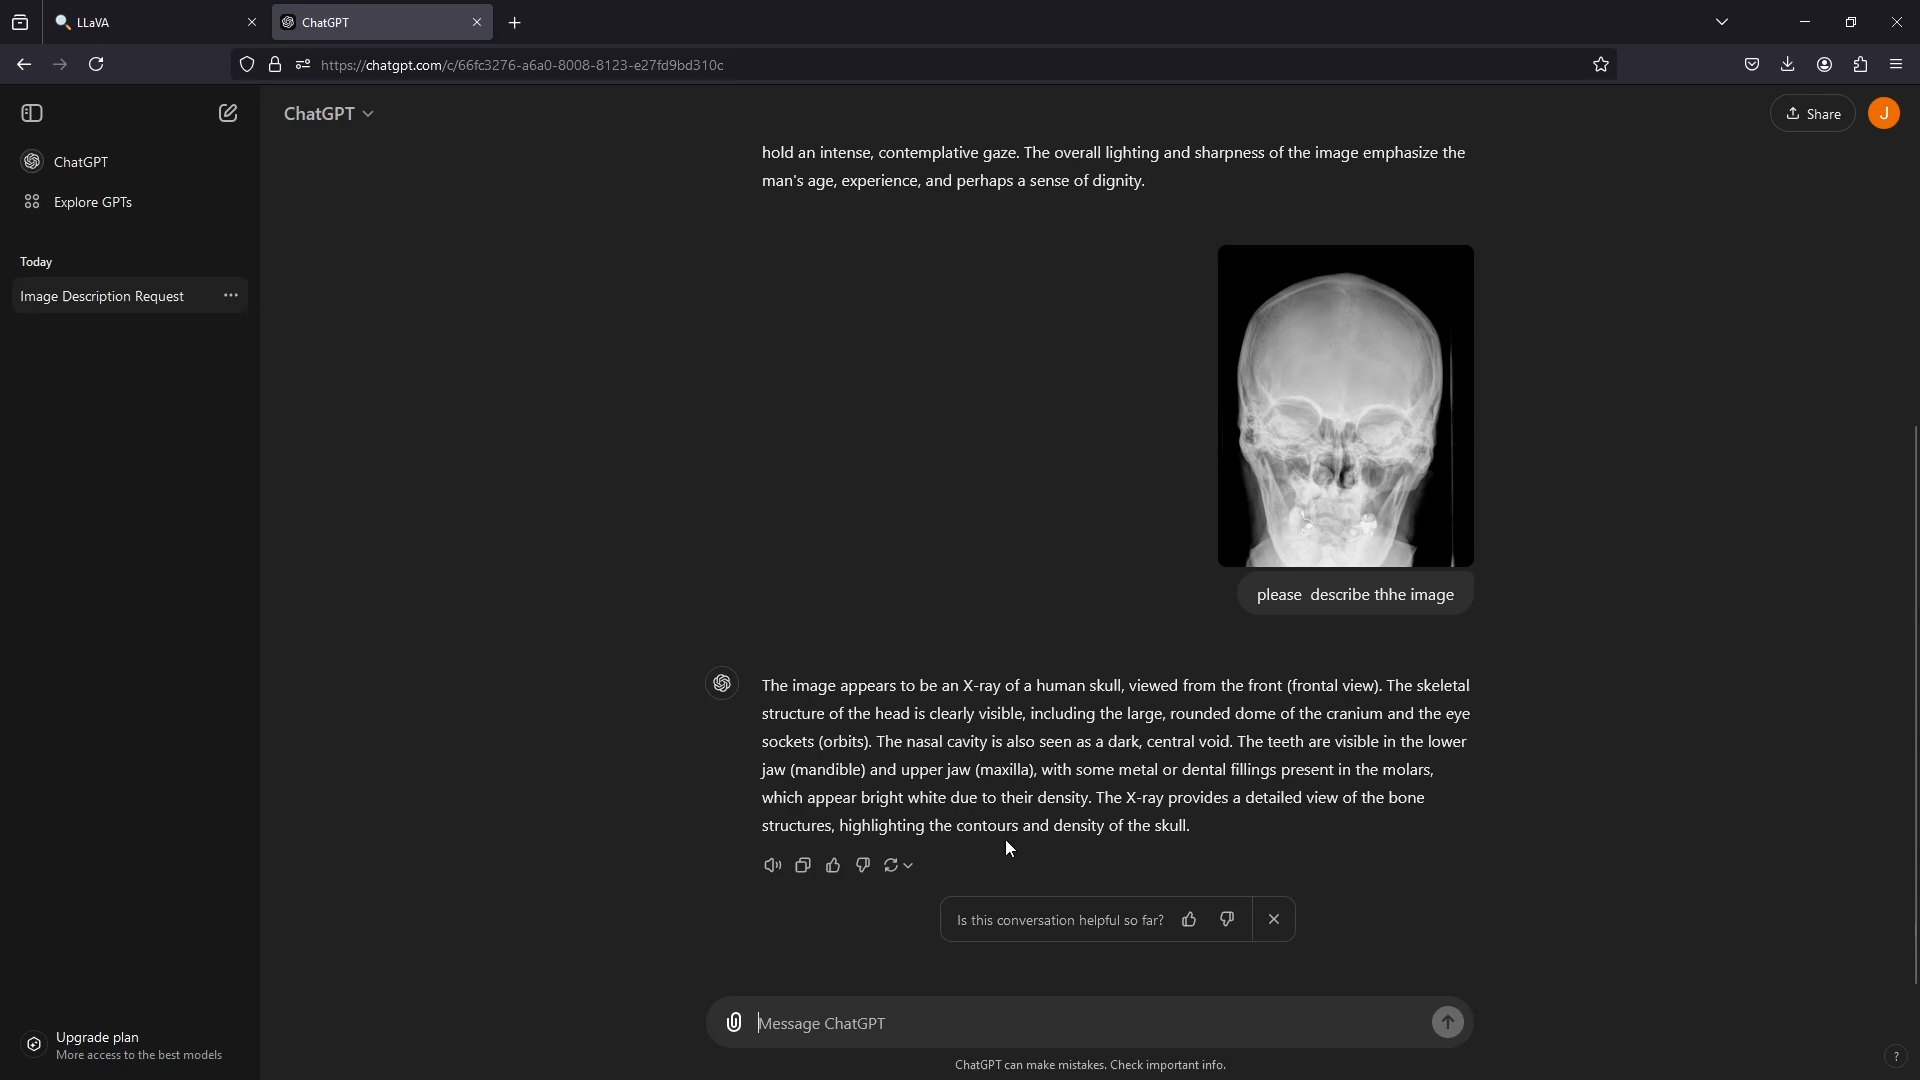 LLaVA
ChatGPT
https://chatgpt.com/c/66fc3276-a6a0-8008-8123-e27fd9bd310c
ChatGPT
Share
J
ChatGPT
Explore GPTs
Today
Image Description Request
hold an intense, contemplative gaze. The overall lighting and sharpness of the image emphasize the
man's age, experience, and perhaps a sense of dignity.
please  describe thhe image
The image appears to be an X-ray of a human skull, viewed from the front (frontal view). The skeletal
structure of the head is clearly visible, including the large, rounded dome of the cranium and the eye
sockets (orbits). The nasal cavity is also seen as a dark, central void. The teeth are visible in the lower
jaw (mandible) and upper jaw (maxilla), with some metal or dental fillings present in the molars,
which appear bright white due to their density. The X-ray provides a detailed view of the bone
structures, highlighting the contours and density of the skull.
Is this conversation helpful so far?
Upgrade plan
More access to the best models
Message ChatGPT
ChatGPT can make mistakes. Check important info.
?